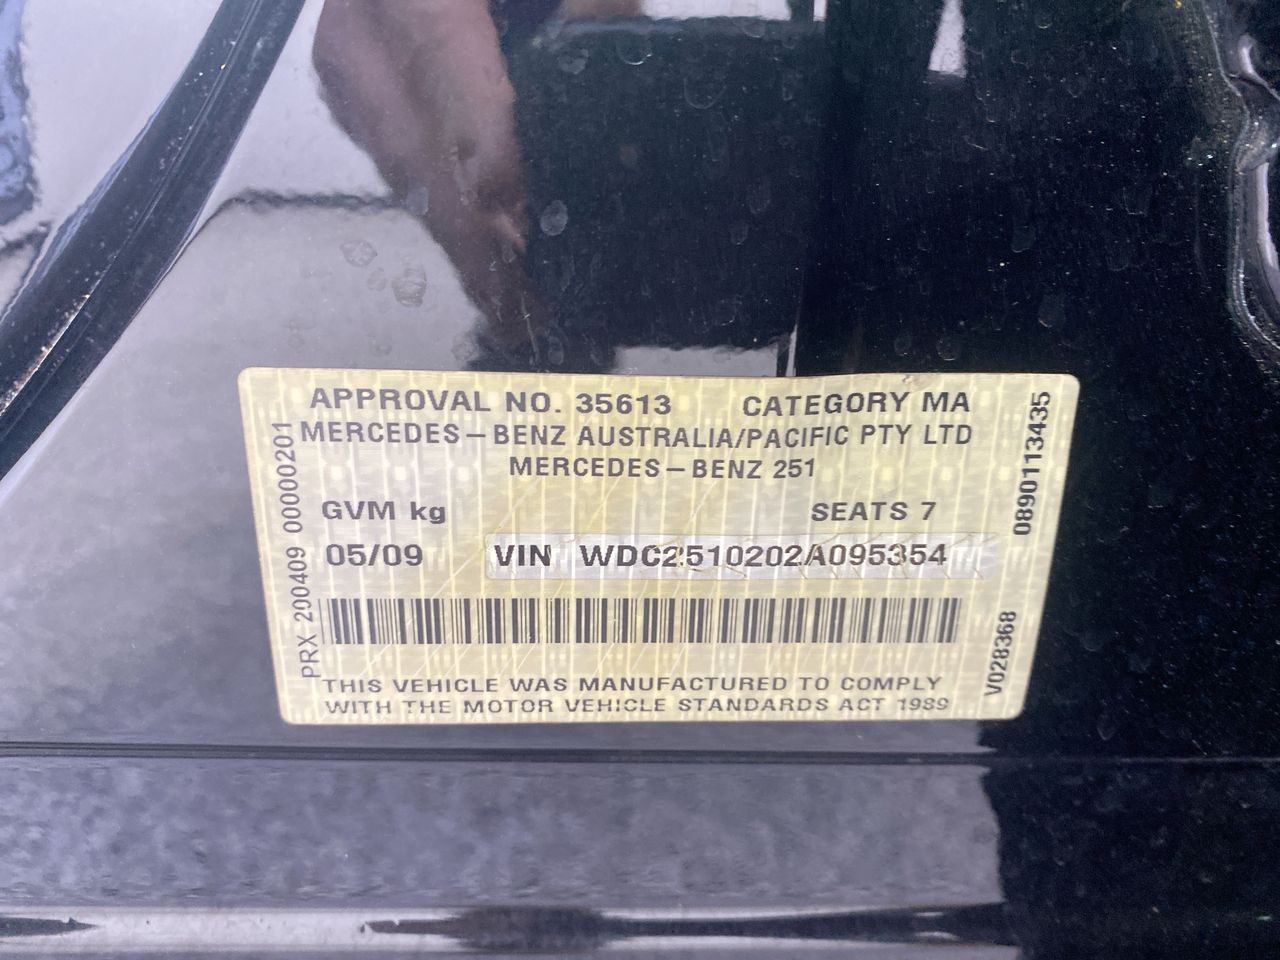 APPROVAL NO. 35613 CATEGORY MA
MERCEDES-BENZ AUSTRALIA/PACIFIC PTY LTD
MERCEDES-BENZ 251
GVM kg SEATS 7
05/09 VIN WDC2510202A095354
THIS VEHICLE WAS MANUFACTURED TO COMPLY
WITH THE MOTOR VEHICLE STANDARDS ACT 1989
PRX 200409 00000201
0890113435
V028368